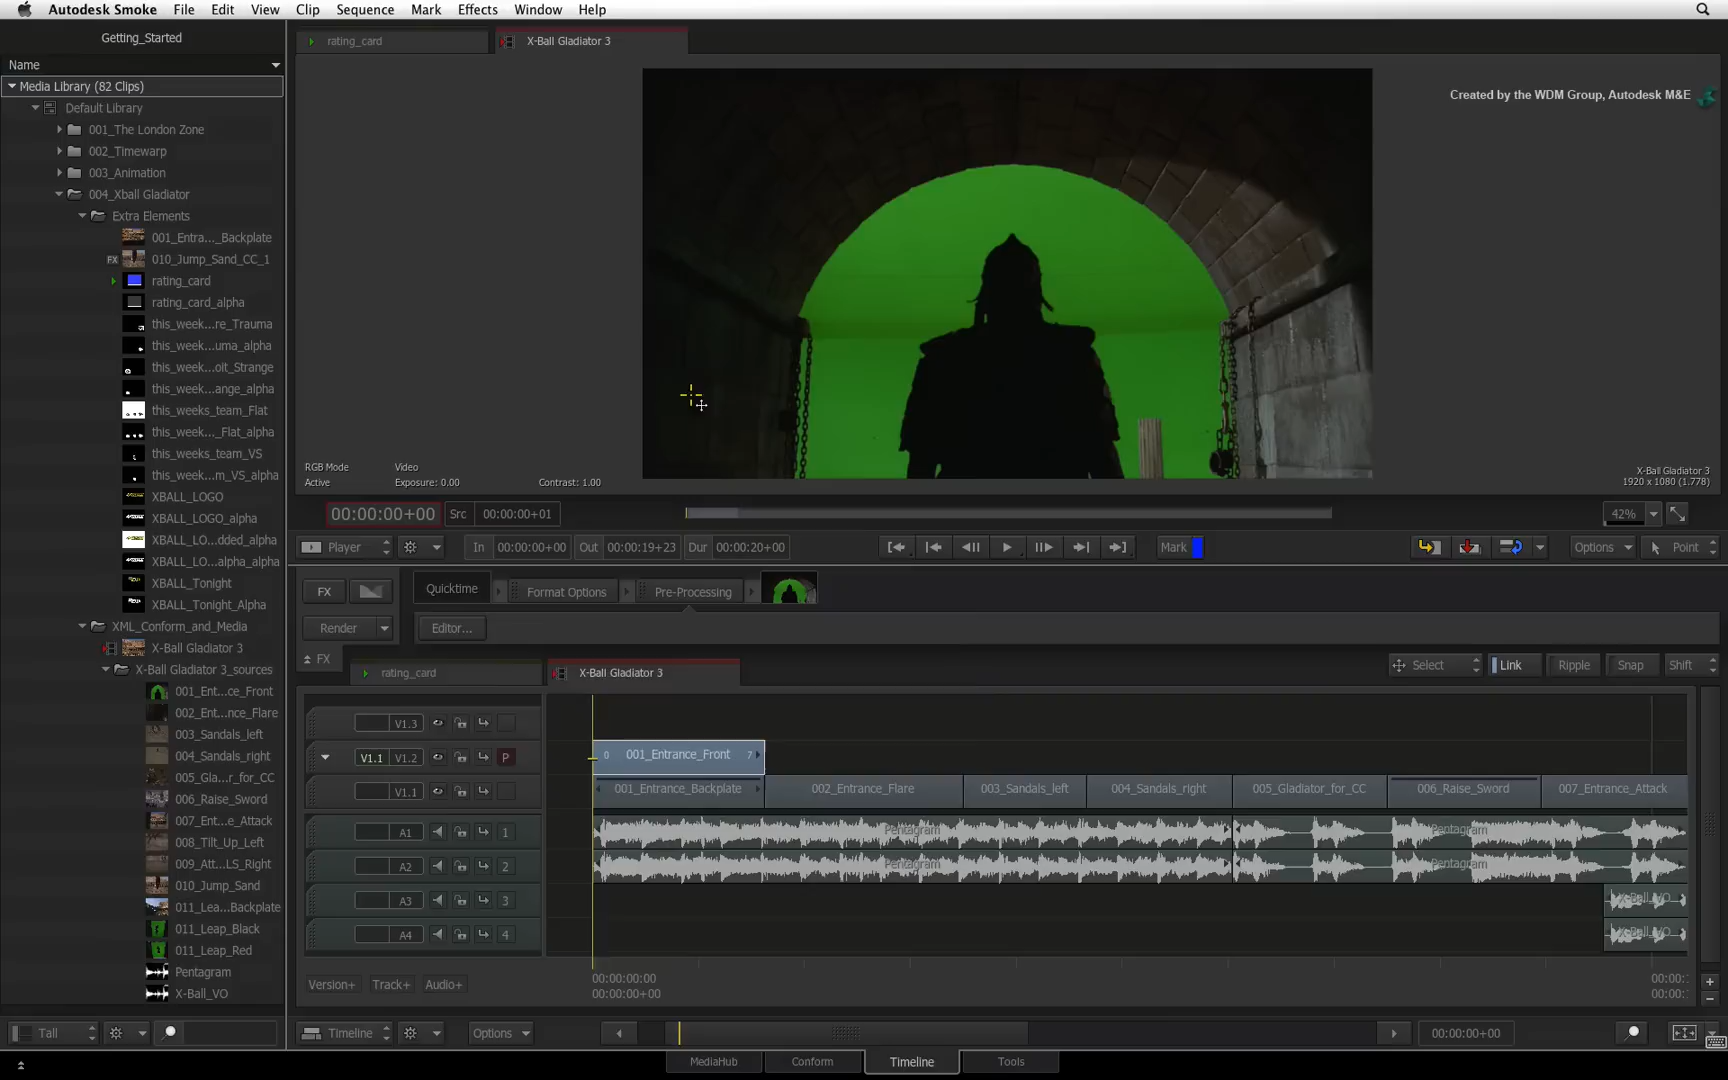 Autodesk Smoke File Edit View Clip Sequence Mark Effects Window Help
Getting_Started
rating_card
X-Ball Gladiator 3
Name
Media Library (82 Clips)
Default Library
001_The London Zone
002_Timewarp
003_Animation
004_Xball Gladiator
Extra Elements
001_Entra..._Backplate
FX 010_Jump_Sand_CC_1
rating_card
rating_card_alpha
this_week...re_Trauma
this_week...uma_alpha
this_week...olt_Strange
this_week...ange_alpha
this_weeks_team_Flat
this_week..._Flat_alpha
this_weeks_team_VS
this_week...m_VS_alpha
XBALL_LOGO
XBALL_LOGO_alpha
XBALL_LO...dded_alpha
XBALL_LO...alpha_alpha
XBALL_Tonight
XBALL_Tonight_Alpha
XML_Conform_and_Media
X-Ball Gladiator 3
X-Ball Gladiator 3_sources
001_Ent...ce_Front
002_Ent...nce_Flare
003_Sandals_left
004_Sandals_right
005_Gla...r_for_CC
006_Raise_Sword
007_Ent...e_Attack
008_Tilt_Up_Left
009_Att...LS_Right
010_Jump_Sand
011_Lea...Backplate
011_Leap_Black
011_Leap_Red
Pentagram
X-Ball_VO
Tall
Created by the WDM Group, Autodesk M&E
RGB Mode Video
Active Exposure: 0.00 Contrast: 1.00
X-Ball Gladiator 3
1920 x 1080 (1.778)
00:00:00+00 Src 00:00:00+01 42%
Player In 00:00:00+00 Out 00:00:19+23 Dur 00:00:20+00 Mark Options Point
FX Quicktime Format Options Pre-Processing
Render Editor...
FX rating_card X-Ball Gladiator 3 Select Link Ripple Snap Shift
V1.3
V1.1 V1.2 P 0 001_Entrance_Front 7
V1.1 001_Entrance_Backplate 002_Entrance_Flare 003_Sandals_left 004_Sandals_right 005_Gladiator_for_CC 006_Raise_Sword 007_Entrance_Attack
A1 1 Pentagram Pentagram
A2 2 Pentagram Pentagram
A3 3 X-Ball_VO
A4 4 X-Ball_VO
Version+ Track+ Audio+ 00:00:00:00 00:00::
00:00:00+00 00:00::
Timeline Options 00:00:00+00
MediaHub Conform Timeline Tools